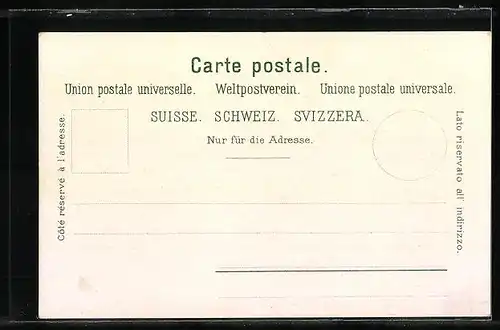 Carte postale.
Union postale universelle. Weltpostverein. Unione postale universale.
SUISSE. SCHWEIZ. SVIZZERA.
Nur für die Adresse.
Côté réservé à l'adresse.
Lato riservato all' indirizzo.